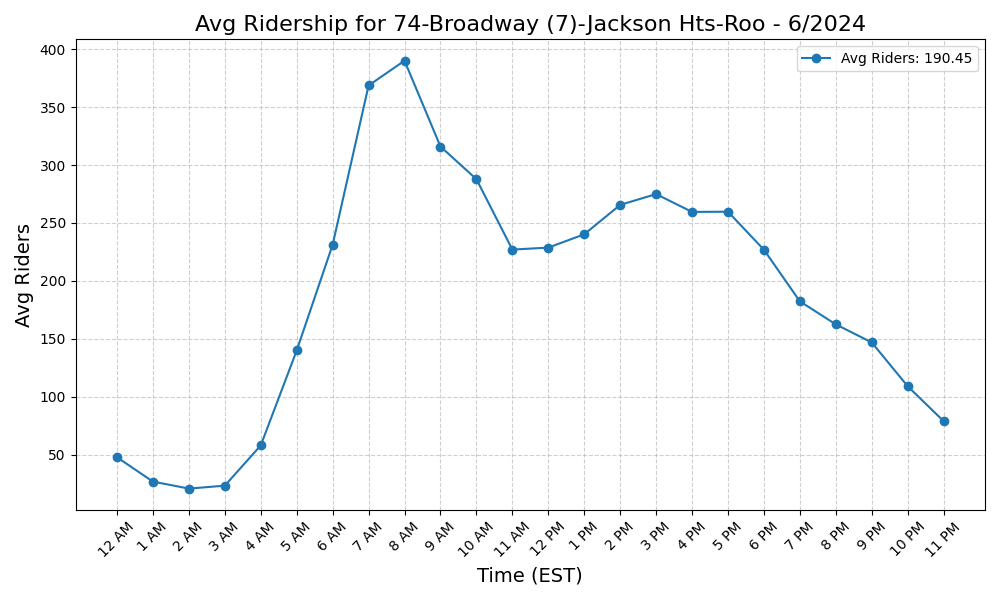 Avg Ridership for 74-Broadway (7)-Jackson Hts-Roo - 6/2024
Avg Riders: 190.45
Avg Riders
400
350
300
250
200
150
100
50
12 AM
1 AM
2 AM
3 AM
4 AM
5 AM
6 AM
7 AM
8 AM
9 AM
10 AM
11 AM
12 PM
1 PM
2 PM
3 PM
4 PM
5 PM
6 PM
7 PM
8 PM
9 PM
10 PM
11 PM
Time (EST)